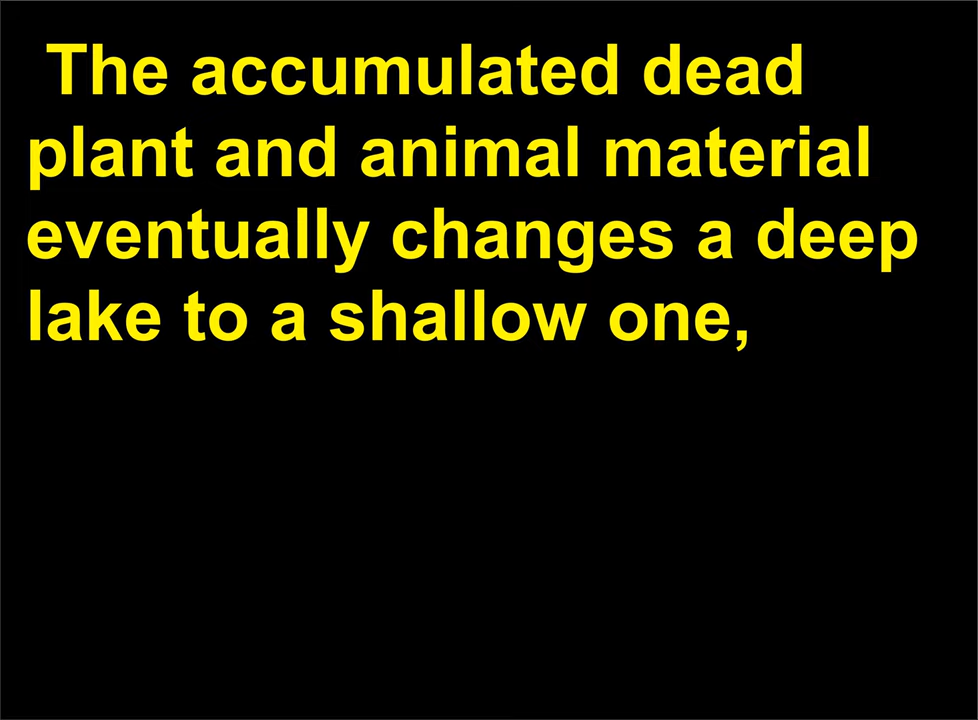 The accumulated dead
plant and animal material
eventually changes a deep
lake to a shallow one,